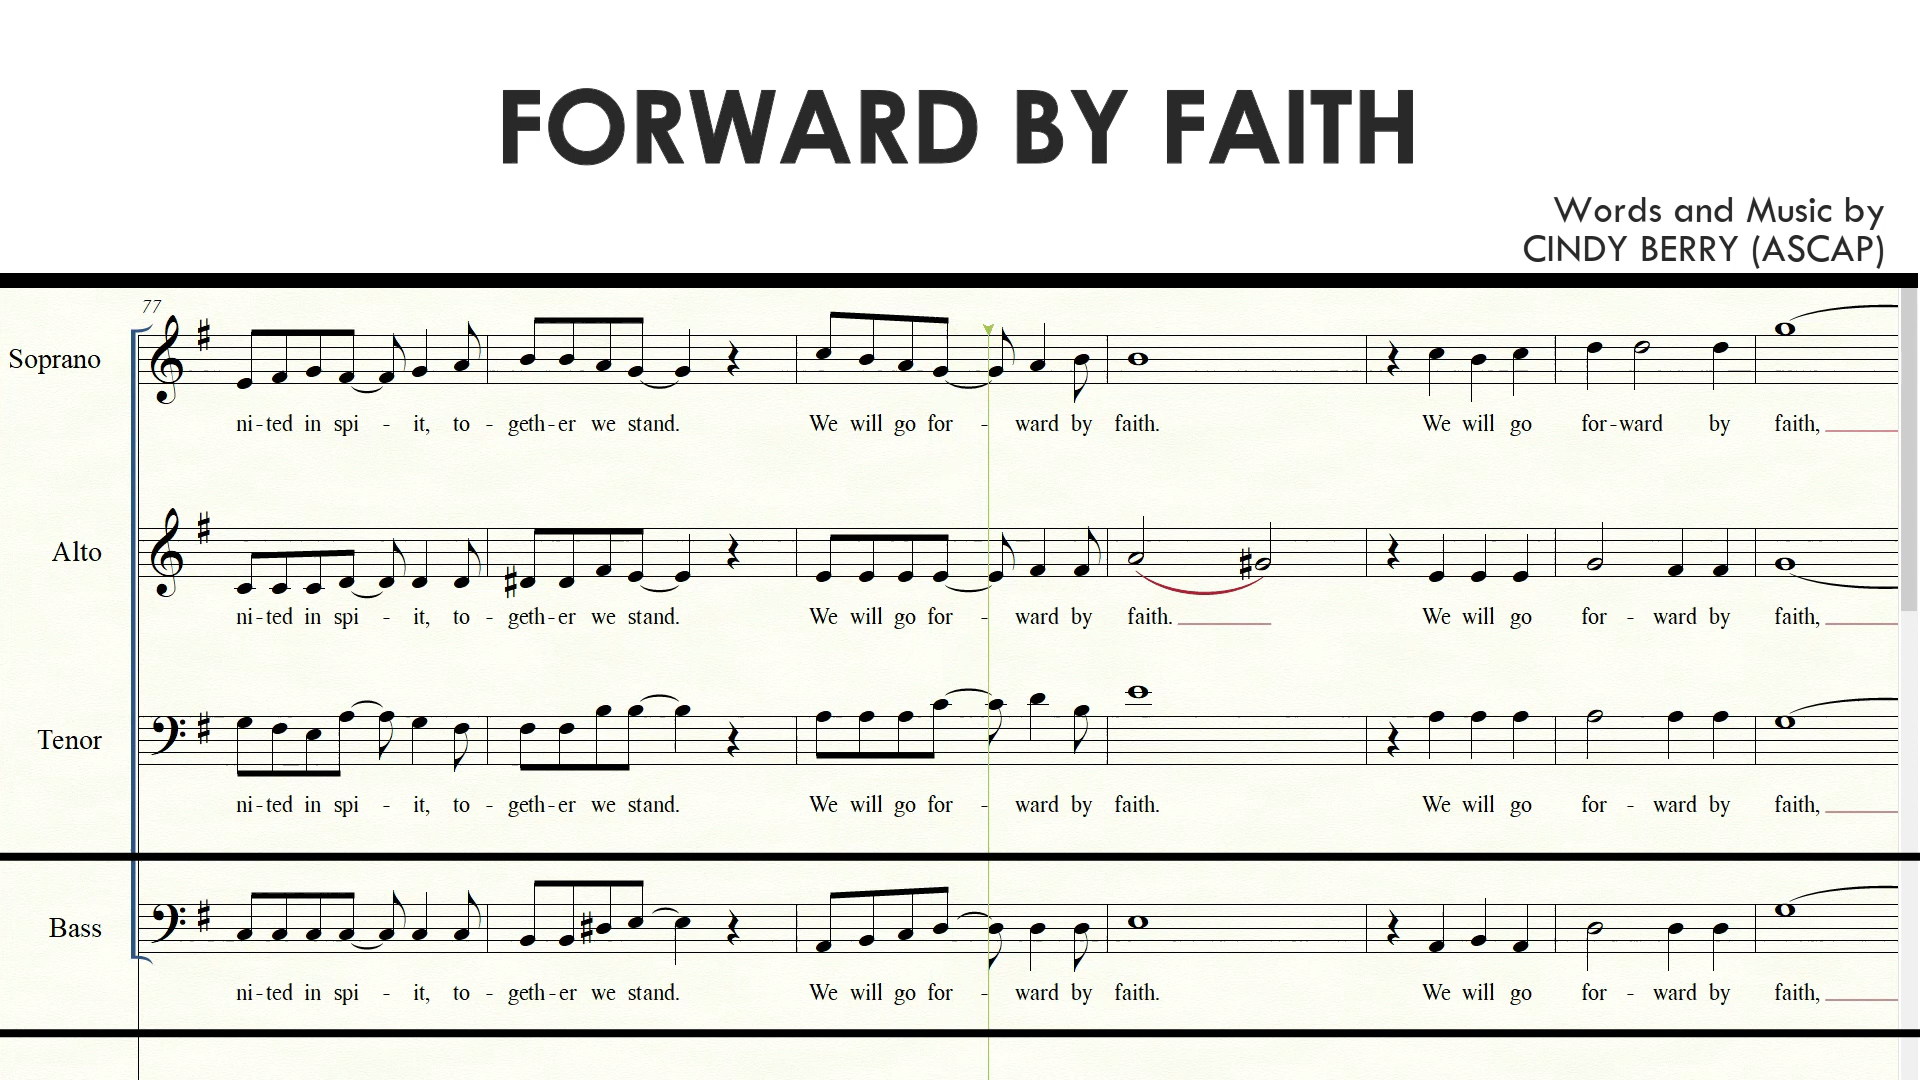 FORWARD BY FAITH
Words and Music by
CINDY BERRY (ASCAP)
77
Soprano
ni-ted in spi - it, to - geth-er we stand. We will go for - ward by faith. We will go for-ward by faith,
Alto
ni-ted in spi - it, to - geth-er we stand. We will go for - ward by faith. We will go for - ward by faith,
Tenor
ni-ted in spi - it, to - geth-er we stand. We will go for - ward by faith. We will go for - ward by faith,
Bass
ni-ted in spi - it, to - geth-er we stand. We will go for - ward by faith. We will go for - ward by faith,